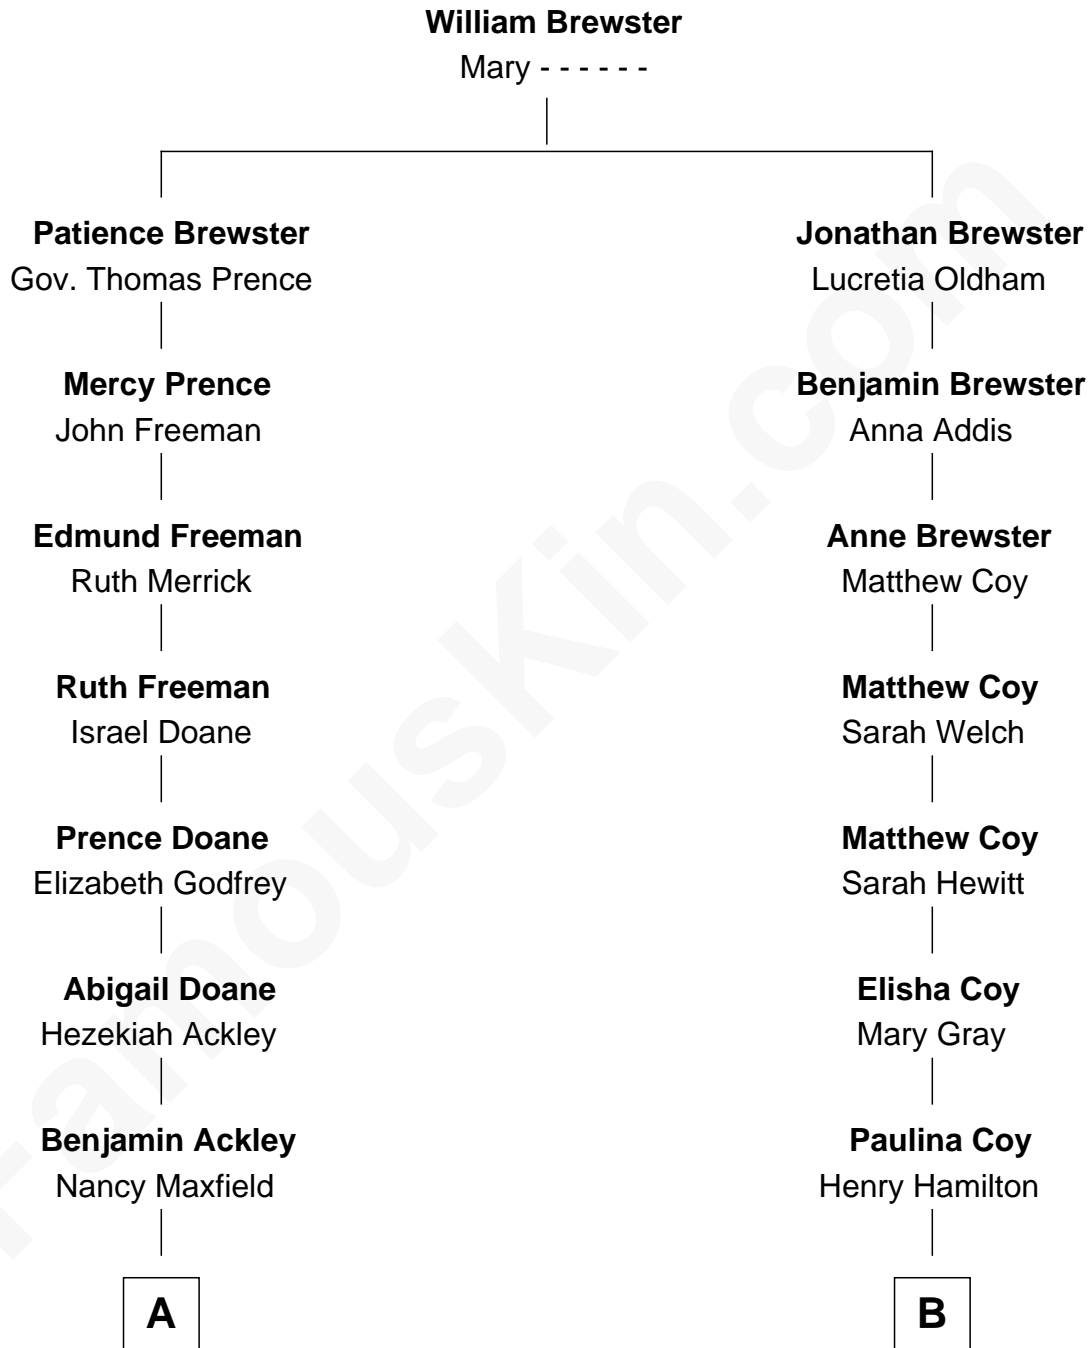 William Brewster
Mary - - - - - -
Patience Brewster
Gov. Thomas Prence
Jonathan Brewster
Lucretia Oldham
Mercy Prence
John Freeman
Benjamin Brewster
Anna Addis
Edmund Freeman
Ruth Merrick
Anne Brewster
Matthew Coy
Ruth Freeman
Israel Doane
Matthew Coy
Sarah Welch
Prence Doane
Elizabeth Godfrey
Matthew Coy
Sarah Hewitt
Abigail Doane
Hezekiah Ackley
Elisha Coy
Mary Gray
Benjamin Ackley
Nancy Maxfield
Paulina Coy
Henry Hamilton
A
B
FamousKin.com